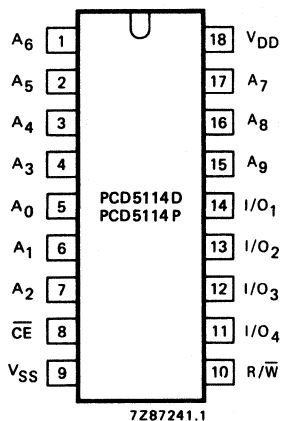 A6 1 18 VDD
A5 2 17 A7
A4 3 16 A8
A3 4 15 A9
A0 5 PCD5114D 14 I/O1
PCD5114P
A1 6 13 I/O2
A2 7 12 I/O3
C̅E̅ 8 11 I/O4
VSS 9 10 R/W̅
7Z87241.1